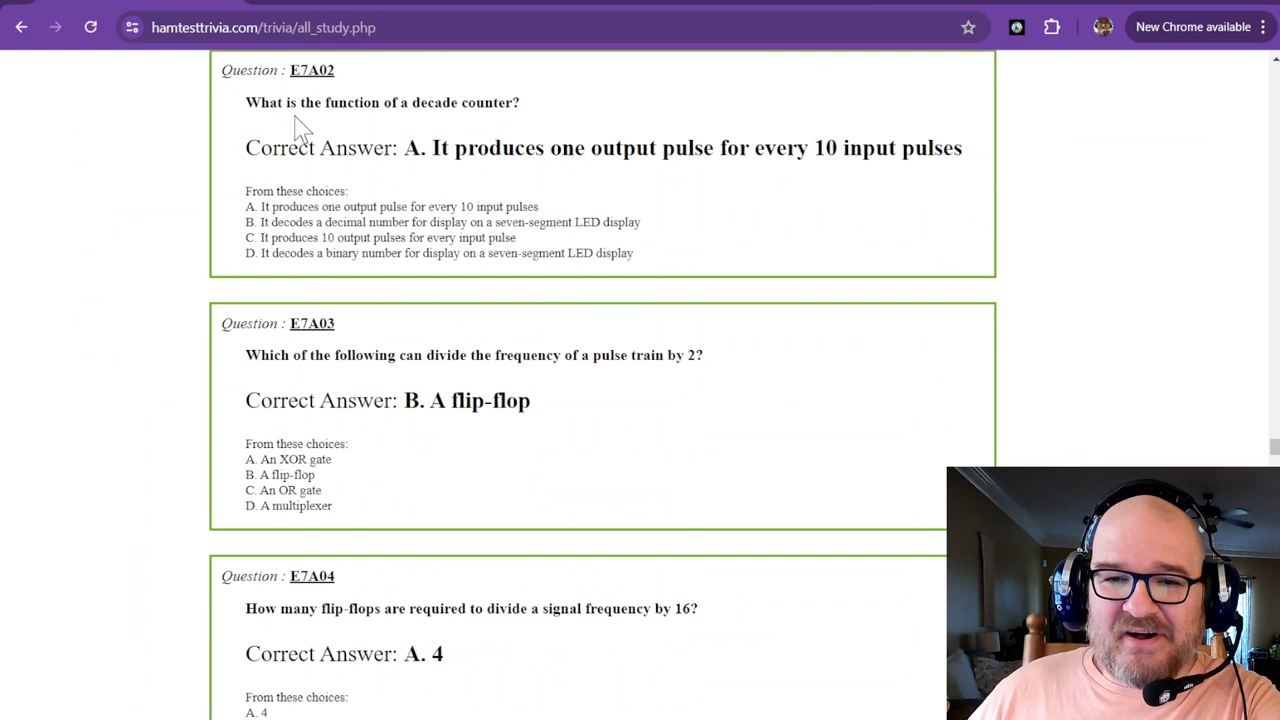 hamtesttrivia.com/trivia/all_study.php
New Chrome available
Question : E7A02
What is the function of a decade counter?
Correct Answer: A. It produces one output pulse for every 10 input pulses
From these choices:
A. It produces one output pulse for every 10 input pulses
B. It decodes a decimal number for display on a seven-segment LED display
C. It produces 10 output pulses for every input pulse
D. It decodes a binary number for display on a seven-segment LED display
Question : E7A03
Which of the following can divide the frequency of a pulse train by 2?
Correct Answer: B. A flip-flop
From these choices:
A. An XOR gate
B. A flip-flop
C. An OR gate
D. A multiplexer
Question : E7A04
How many flip-flops are required to divide a signal frequency by 16?
Correct Answer: A. 4
From these choices:
A. 4